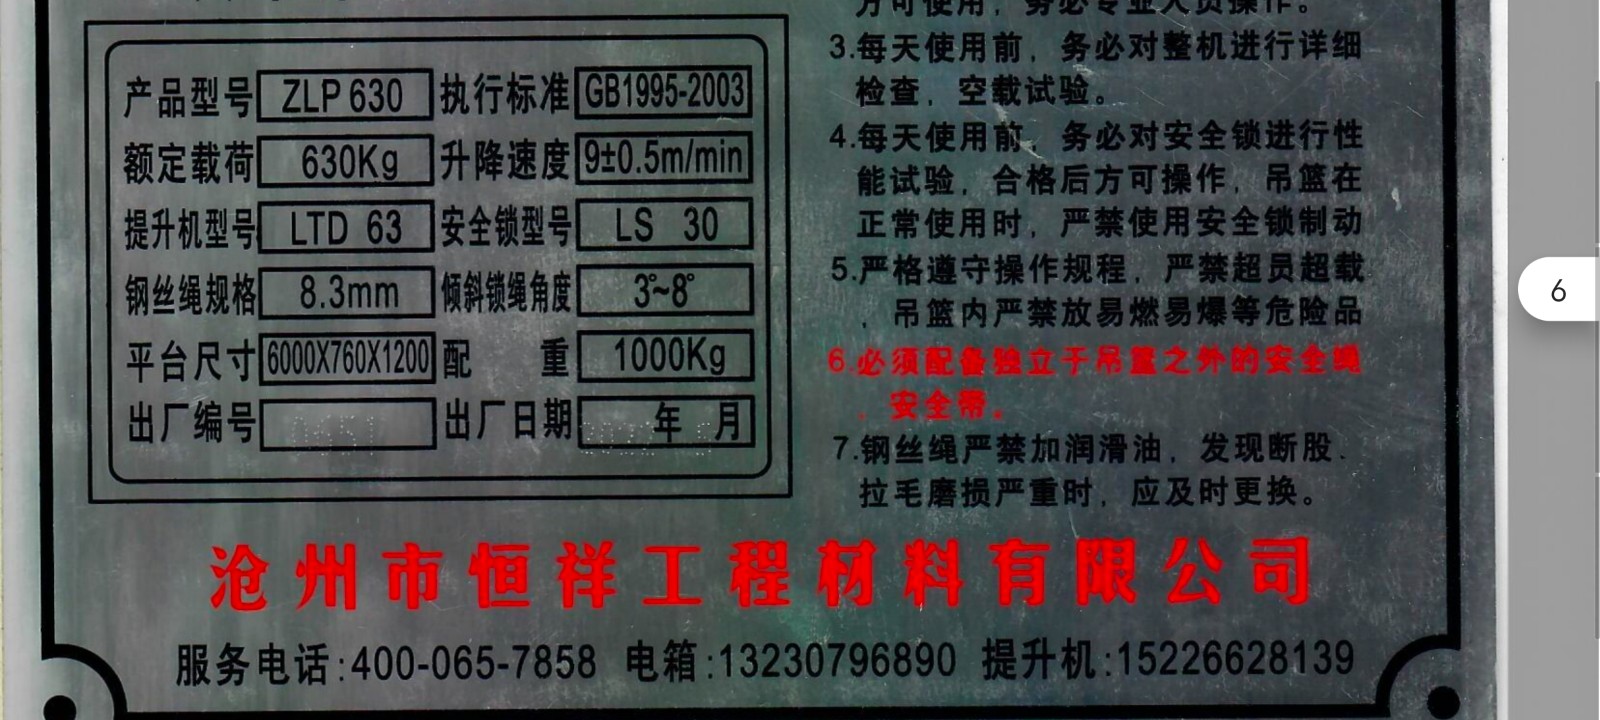 方可使用，务必专业人员操作。
产品型号 ZLP 630 执行标准 GB1995-2003
额定载荷 630Kg 升降速度 9±0.5m/min
提升机型号 LTD 63 安全锁型号 LS 30
钢丝绳规格 8.3mm 倾斜锁绳角度 3°~8°
平台尺寸 6000X760X1200 配 重 1000Kg
出厂编号 出厂日期 年 月
3.每天使用前，务必对整机进行详细
检查，空载试验。
4.每天使用前，务必对安全锁进行性
能试验，合格后方可操作，吊篮在
正常使用时，严禁使用安全锁制动
5.严格遵守操作规程，严禁超员超载
，吊篮内严禁放易燃易爆等危险品
6.必须配备独立于吊篮之外的安全绳
，安全带。
7.钢丝绳严禁加润滑油，发现断股.
拉毛磨损严重时，应及时更换。
沧州市恒祥工程材料有限公司
服务电话:400-065-7858 电箱:13230796890 提升机:15226628139
6